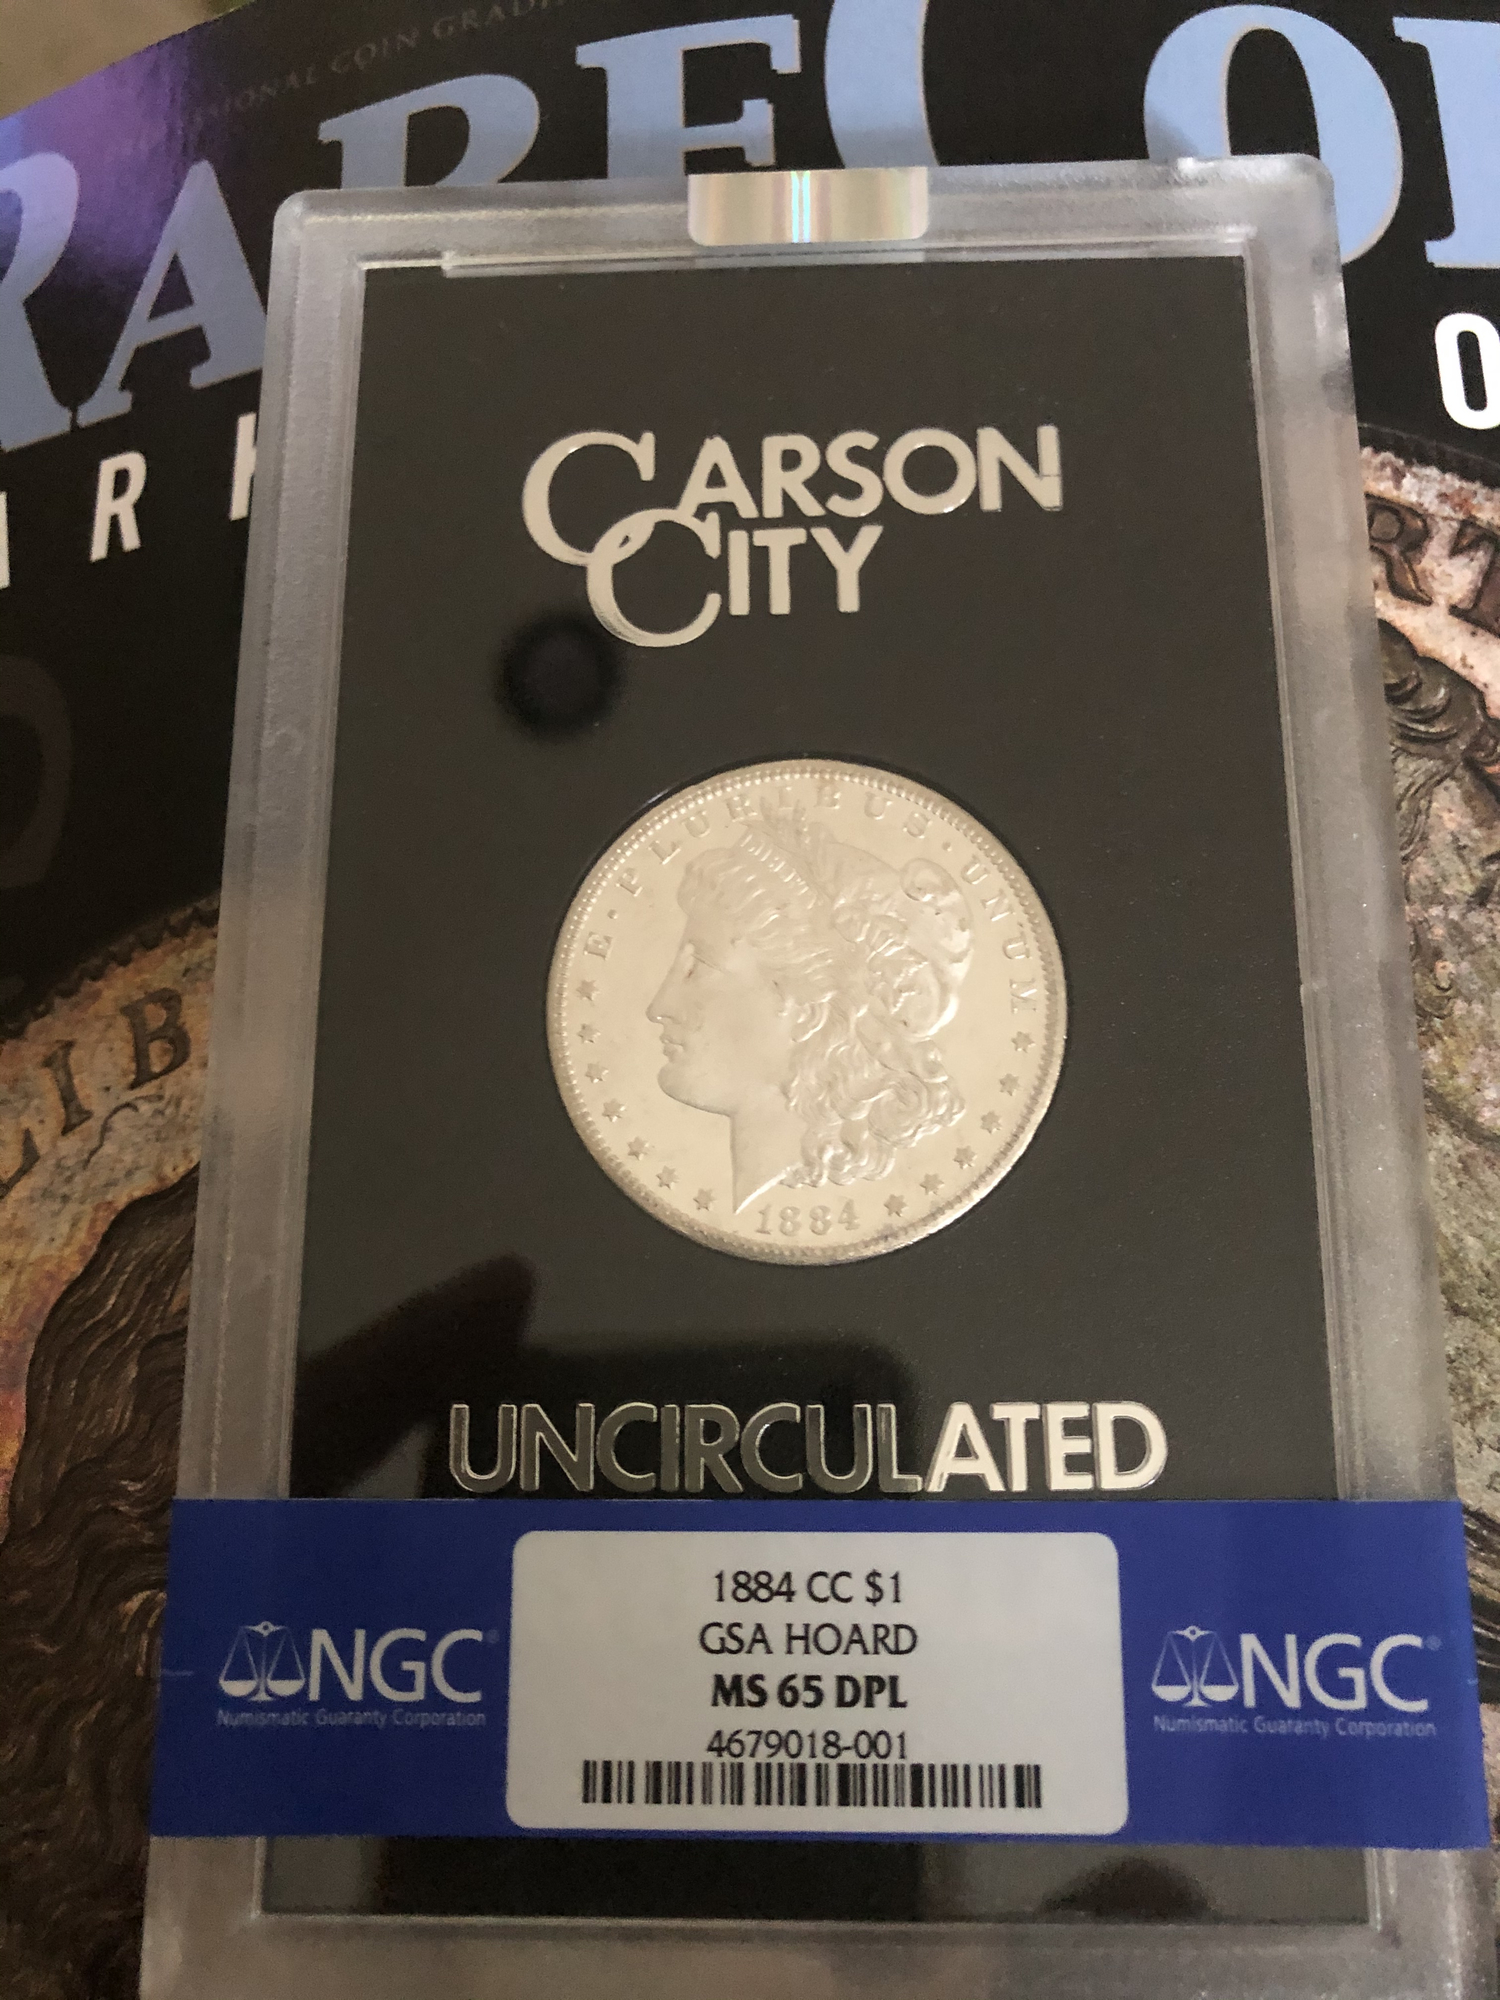 CARSON
CITY
E·PLURIBUS·UNUM
1884
UNCIRCULATED
NGC®
Numismatic Guaranty Corporation
1884 CC $1
GSA HOARD
MS 65 DPL
4679018-001
NGC®
Numismatic Guaranty Corporation